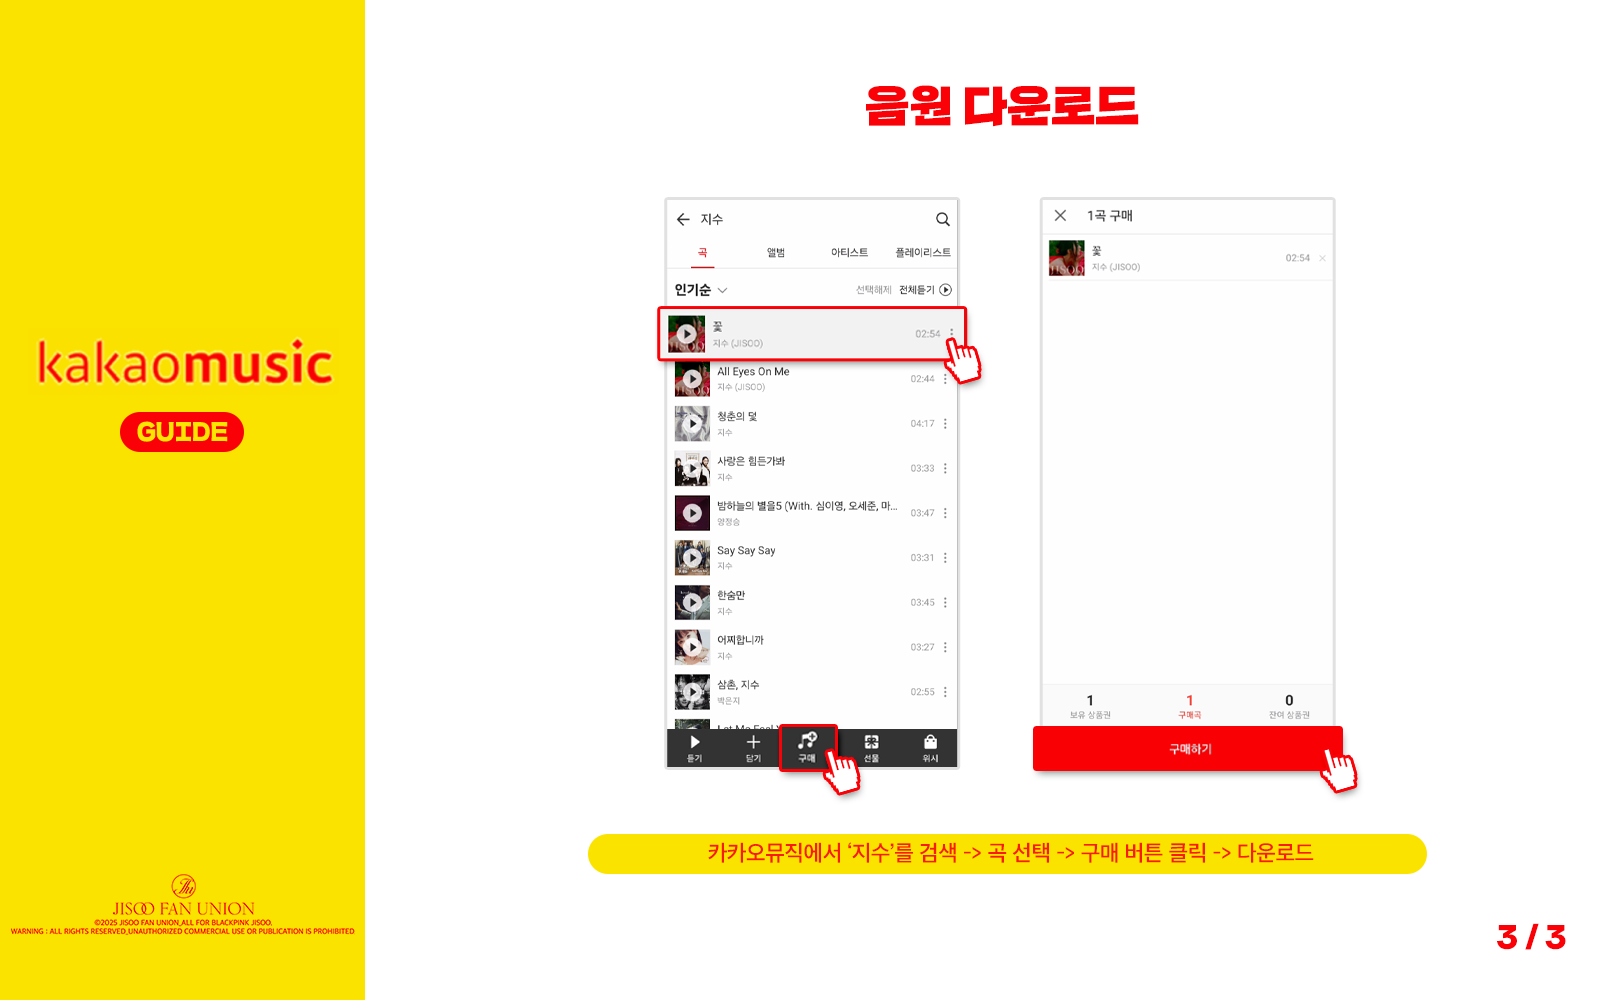 kakaomusic
GUIDE
JISOO FAN UNION
©2025 JISOO FAN UNION,ALL FOR BLACKPINK JISOO.
WARNING : ALL RIGHTS RESERVED,UNAUTHORIZED COMMERCIAL USE OR PUBLICATION IS PROHIBITED
음원 다운로드
지수
곡 앨범 아티스트 플레이리스트
인기순 선택해제 전체듣기
꽃 02:54
지수 (JISOO)
All Eyes On Me 02:44
지수 (JISOO)
청춘의 덫 04:17
지수
사랑은 힘든가봐 03:33
지수
밤하늘의 별을5 (With. 심이영, 오세준, 마... 03:47
양정승
Say Say Say 03:31
지수
한숨만 03:45
지수
어찌합니까 03:27
지수
삼촌, 지수 02:55
박은지
듣기 담기 구매 선물 위시
1곡 구매
꽃 02:54
지수 (JISOO)
JISOO
1 1 0
보유 상품권 구매곡 잔여 상품권
구매하기
카카오뮤직에서 ‘지수’를 검색 -> 곡 선택 -> 구매 버튼 클릭 -> 다운로드
3 / 3